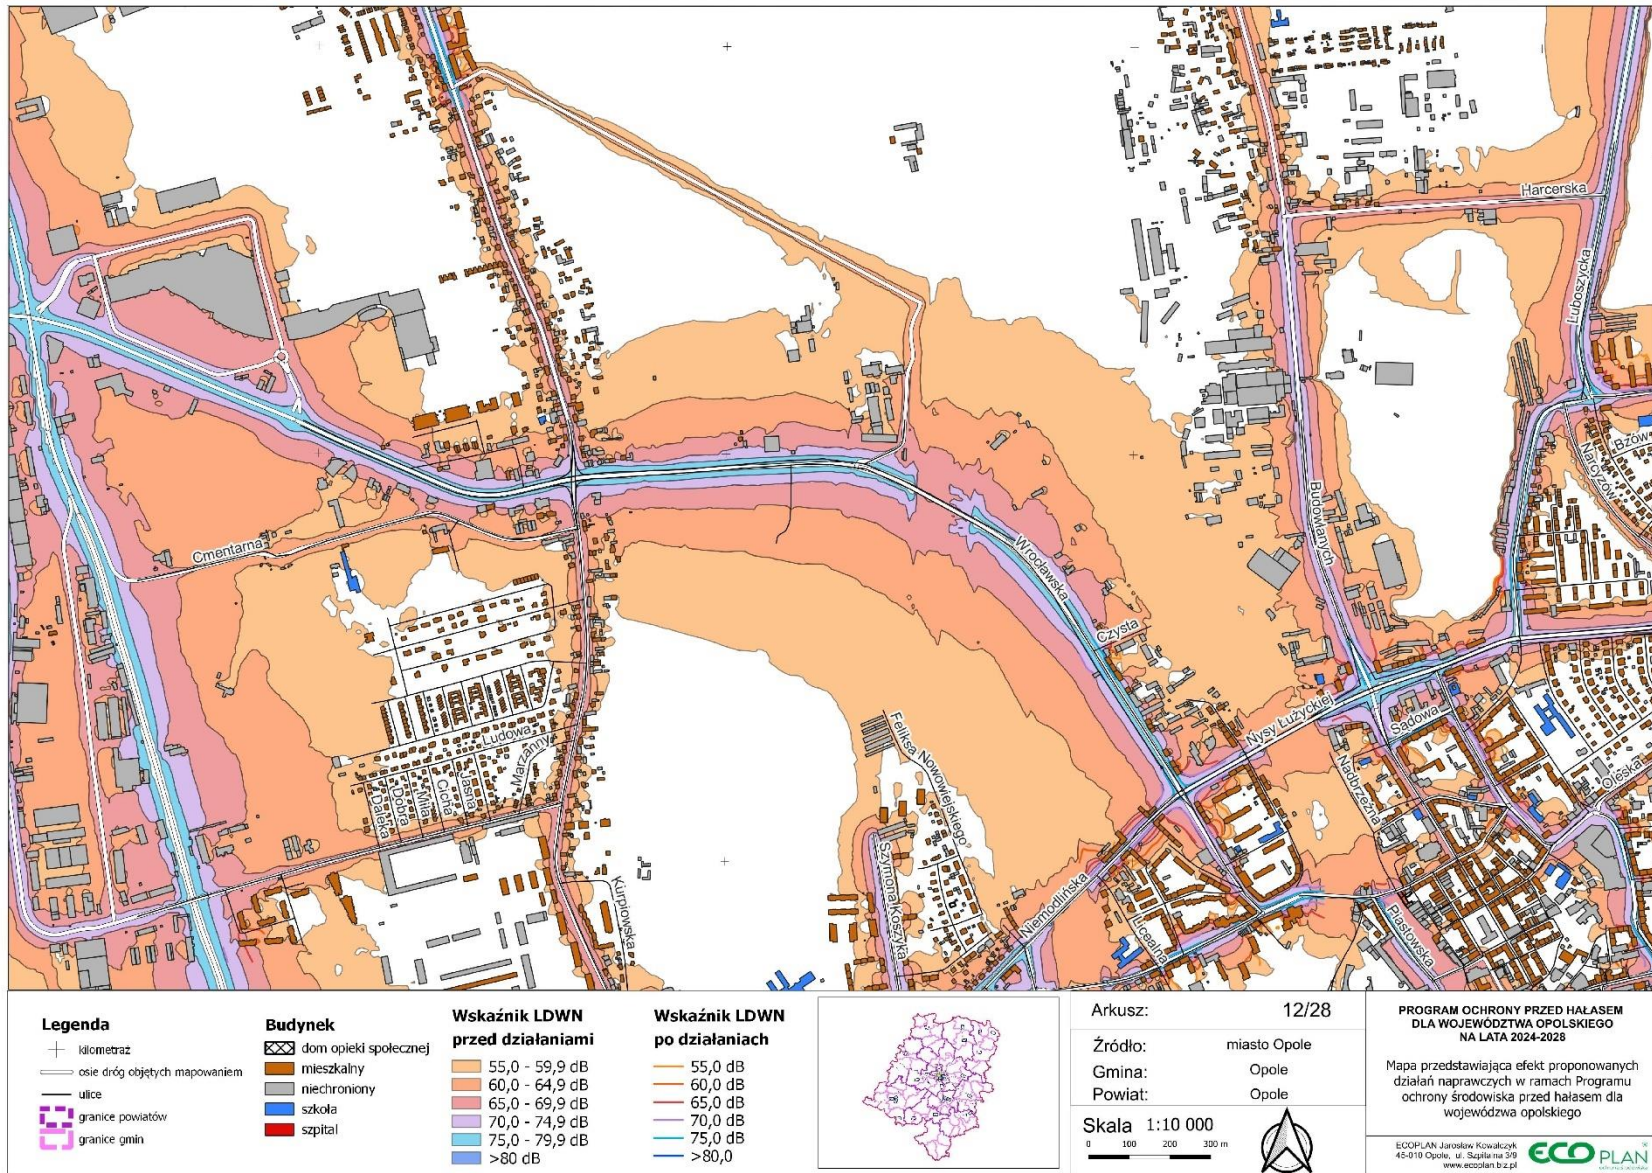 Harcerska
Luboszycka
Bzów
Narcyzów
Budowlanych
Cmentarna
Wrocławska
Czysta
Nysy Łużyckiej
Sądowa
Feliksa Nowowiejskiego
Ludowa
Marzanny
Jasna
Cicha
Miła
Dobra
Daleka
Nadbrzeżna
Oleska
Szymona Koszyka
Kurpiowska
Niemodlińska
Licealna
Piastowska
Legenda
kilometraż
osie dróg objętych mapowaniem
ulice
granice powiatów
granice gmin
Budynek
dom opieki społecznej
mieszkalny
niechroniony
szkoła
szpital
Wskaźnik LDWN
przed działaniami
55,0 - 59,9 dB
60,0 - 64,9 dB
65,0 - 69,9 dB
70,0 - 74,9 dB
75,0 - 79,9 dB
>80 dB
Wskaźnik LDWN
po działaniach
55,0 dB
60,0 dB
65,0 dB
70,0 dB
75,0 dB
>80,0
Arkusz: 12/28
Źródło: miasto Opole
Gmina: Opole
Powiat: Opole
Skala 1:10 000
0 100 200 300 m
PROGRAM OCHRONY PRZED HAŁASEM
DLA WOJEWÓDZTWA OPOLSKIEGO
NA LATA 2024-2028
Mapa przedstawiająca efekt proponowanych
działań naprawczych w ramach Programu
ochrony środowiska przed hałasem dla
wojewódzwa opolskiego
ECOPLAN Jarosław Kowalczyk
45-010 Opole, ul. Szpitalna 3/9
www.ecoplan.biz.pl
ECO PLAN